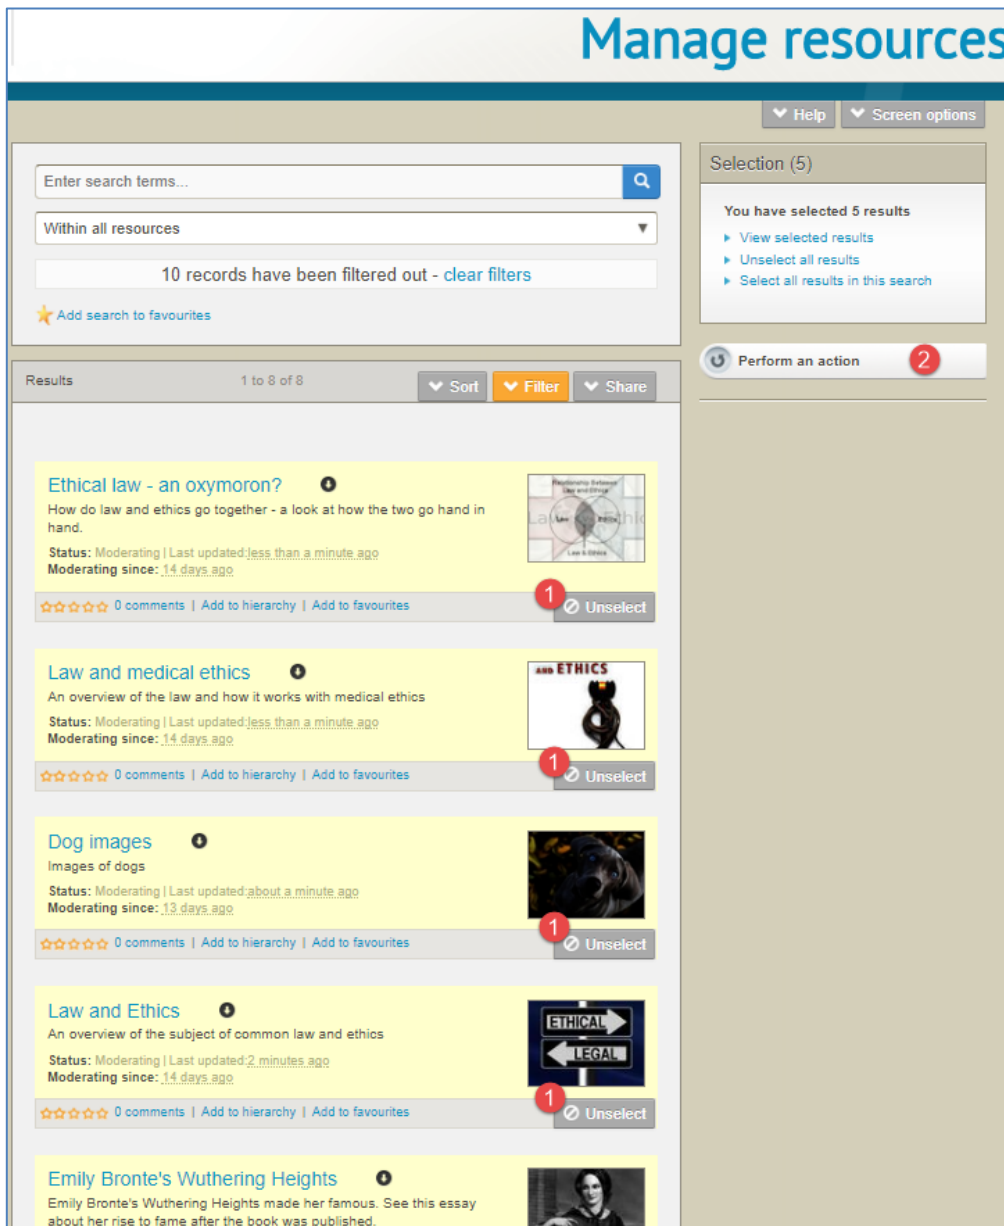 Manage resources
Help
Screen options
Enter search terms...
Within all resources
10 records have been filtered out - clear filters
Add search to favourites
Selection (5)
You have selected 5 results
View selected results
Unselect all results
Select all results in this search
Perform an action 2
Results 1 to 8 of 8 Sort Filter Share
Ethical law - an oxymoron?
How do law and ethics go together - a look at how the two go hand in
hand.
Status: Moderating | Last updated:less than a minute ago
Moderating since: 14 days ago
Relationship Between
Law and Ethics
Law Ethics
Law & Ethics
0 comments | Add to hierarchy | Add to favourites
1 Unselect
Law and medical ethics
An overview of the law and how it works with medical ethics
Status: Moderating | Last updated:less than a minute ago
Moderating since: 14 days ago
AND ETHICS
0 comments | Add to hierarchy | Add to favourites
1 Unselect
Dog images
Images of dogs
Status: Moderating | Last updated:about a minute ago
Moderating since: 13 days ago
0 comments | Add to hierarchy | Add to favourites
1 Unselect
Law and Ethics
An overview of the subject of common law and ethics
Status: Moderating | Last updated:2 minutes ago
Moderating since: 14 days ago
ETHICAL
LEGAL
0 comments | Add to hierarchy | Add to favourites
1 Unselect
Emily Bronte's Wuthering Heights
Emily Bronte's Wuthering Heights made her famous. See this essay
about her rise to fame after the book was published.